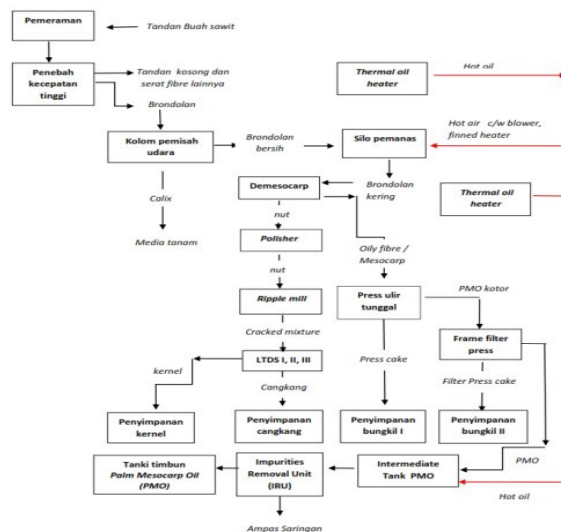 Pemeraman
Tandan Buah sawit
Penebah
kecepatan
tinggi
Tandan kosong dan
serat fibre lainnya
Thermal oil
heater
Hot oil
Brondolan
Kolom pemisah
udara
Brondolan
bersih
Silo pemanas
Hot air c/w blower,
finned heater
Calix
Media tanam
Demesocarp
Brondolan
kering
Thermal oil
heater
nut
Polisher
Oily fibre /
Mesocarp
nut
Ripple mill
Press ulir
tunggal
PMO kotor
Cracked mixture
Frame filter
press
kernel
LTDS I, II, III
Press cake
Cangkang
Filter Press cake
Penyimpanan
kernel
Penyimpanan
cangkang
Penyimpanan
bungkil I
Penyimpanan
bungkil II
Tanki timbun
Palm Mesocarp Oil
(PMO)
Impurities
Removal Unit
(IRU)
Intermediate
Tank PMO
PMO
Hot oil
Ampas Saringan